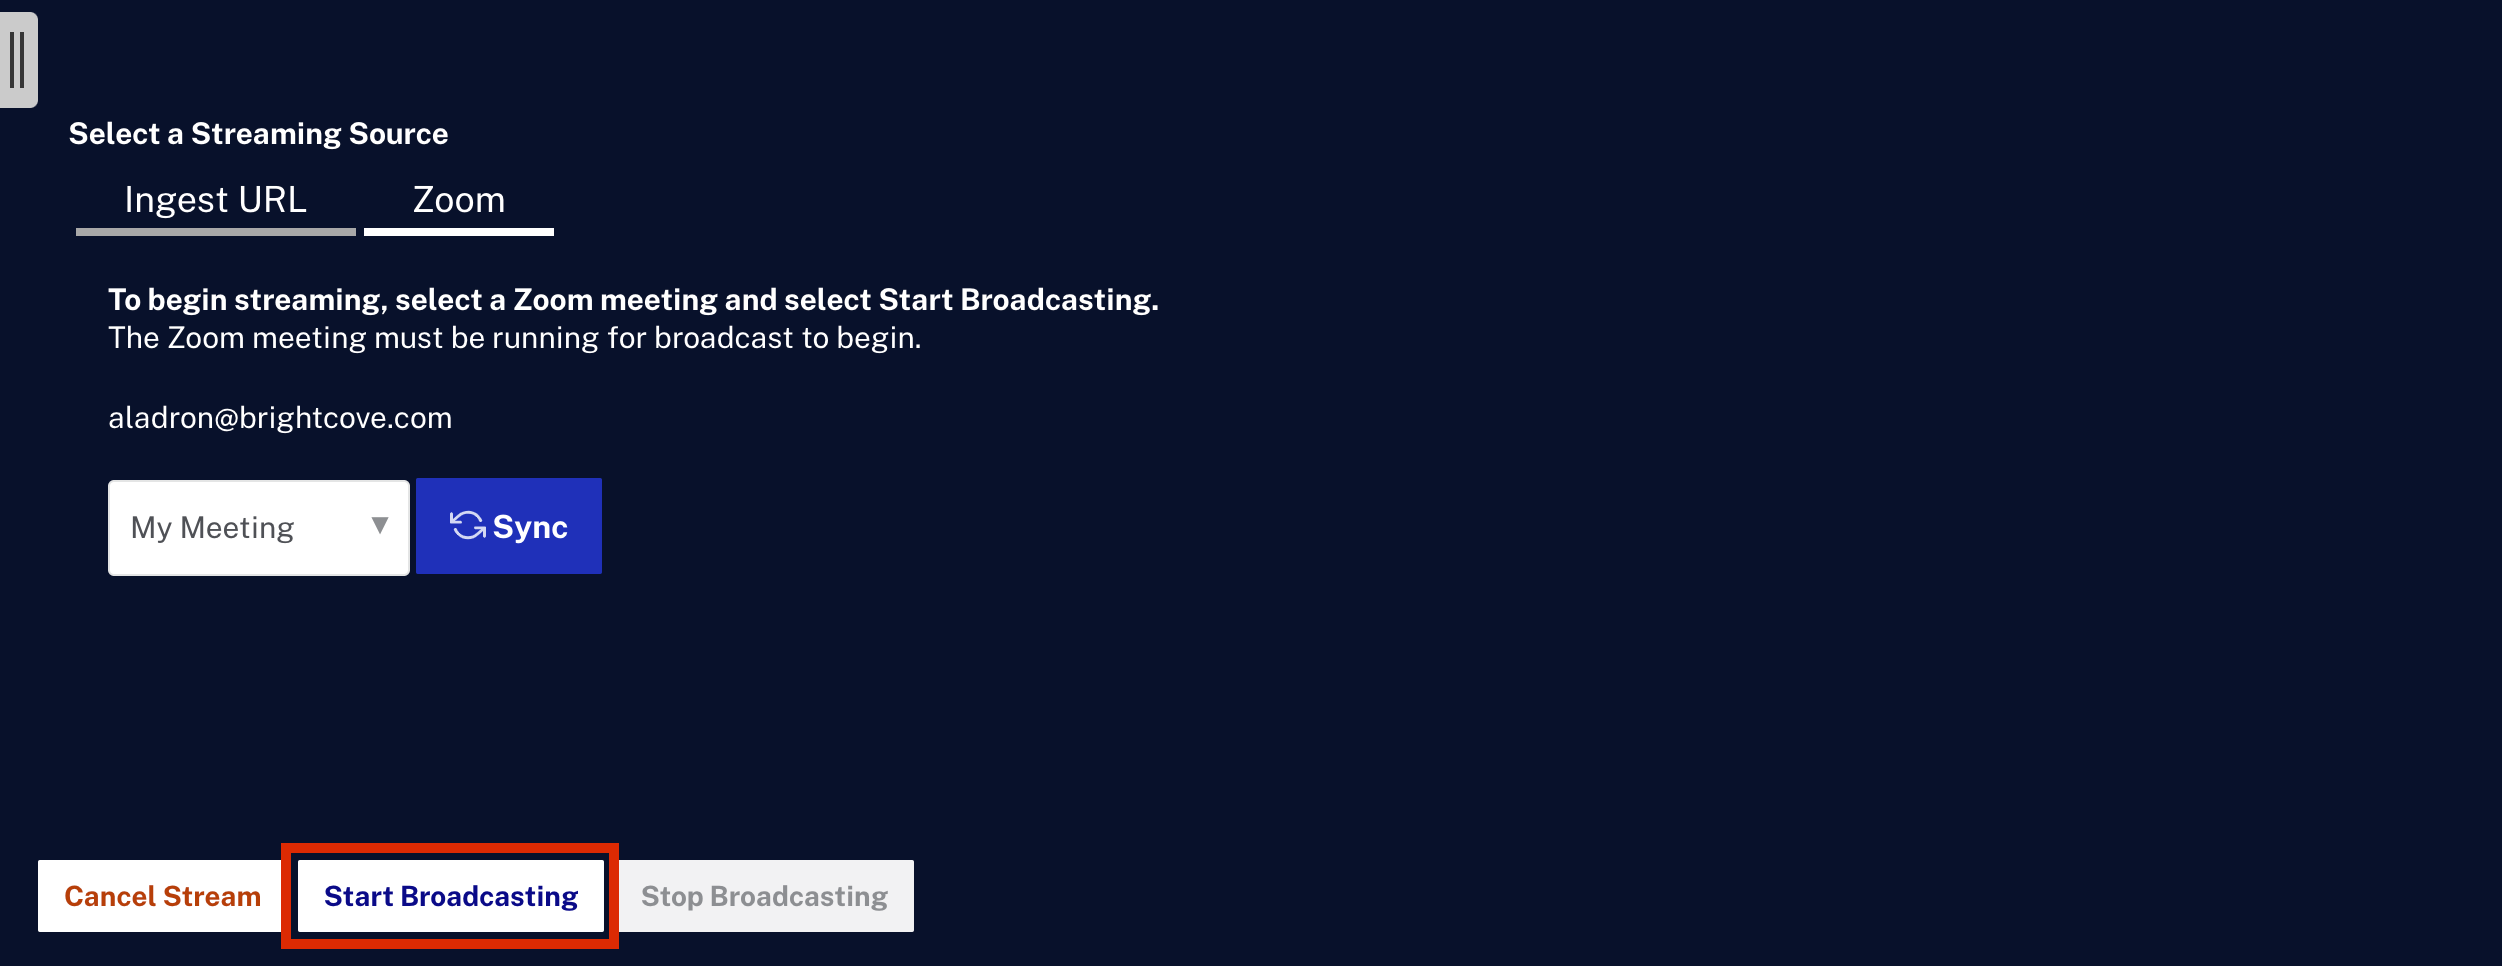 Select a Streaming Source
Ingest URL Zoom
To begin streaming, select a Zoom meeting and select Start Broadcasting.
The Zoom meeting must be running for broadcast to begin.
aladron@brightcove.com
My Meeting Sync
Cancel Stream Start Broadcasting Stop Broadcasting